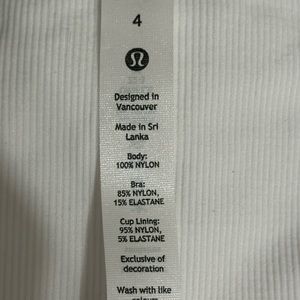 4
Designed in
Vancouver
Made in Sri
Lanka
Body:
100% NYLON
Bra:
85% NYLON,
15% ELASTANE
Cup Lining:
95% NYLON,
5% ELASTANE
Exclusive of
decoration
Wash with like
colours